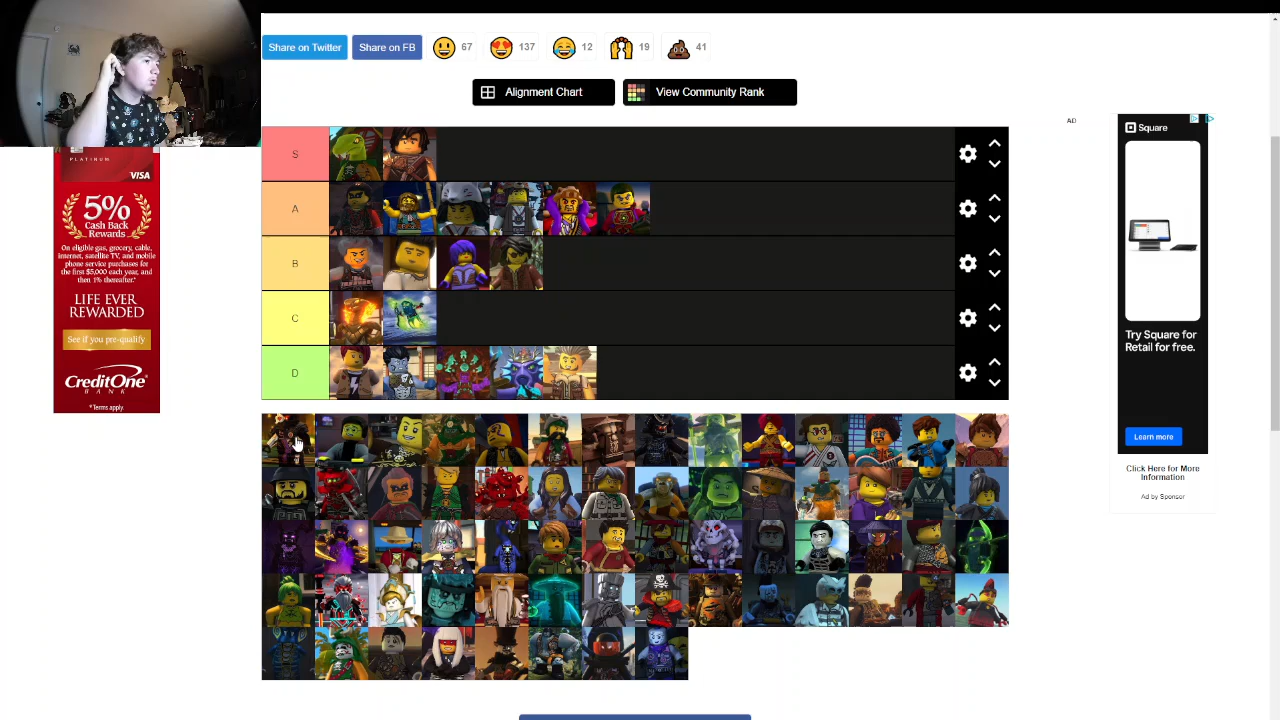 Share on Twitter
Share on FB
67
137
12
19
41
Alignment Chart
View Community Rank
AD
S
A
B
C
D
PLATINUM
VISA
5%
Cash Back
Rewards
On eligible gas, grocery, cable,
internet, satellite TV, and mobile
phone service purchases for
the first $5,000 each year, and
then 1% thereafter.*
LIFE EVER
REWARDED
See if you pre-qualify
CreditOne
BANK
*Terms apply.
Square
Try Square for
Retail for free.
Learn more
Click Here for More
Information
Ad by Sponsor